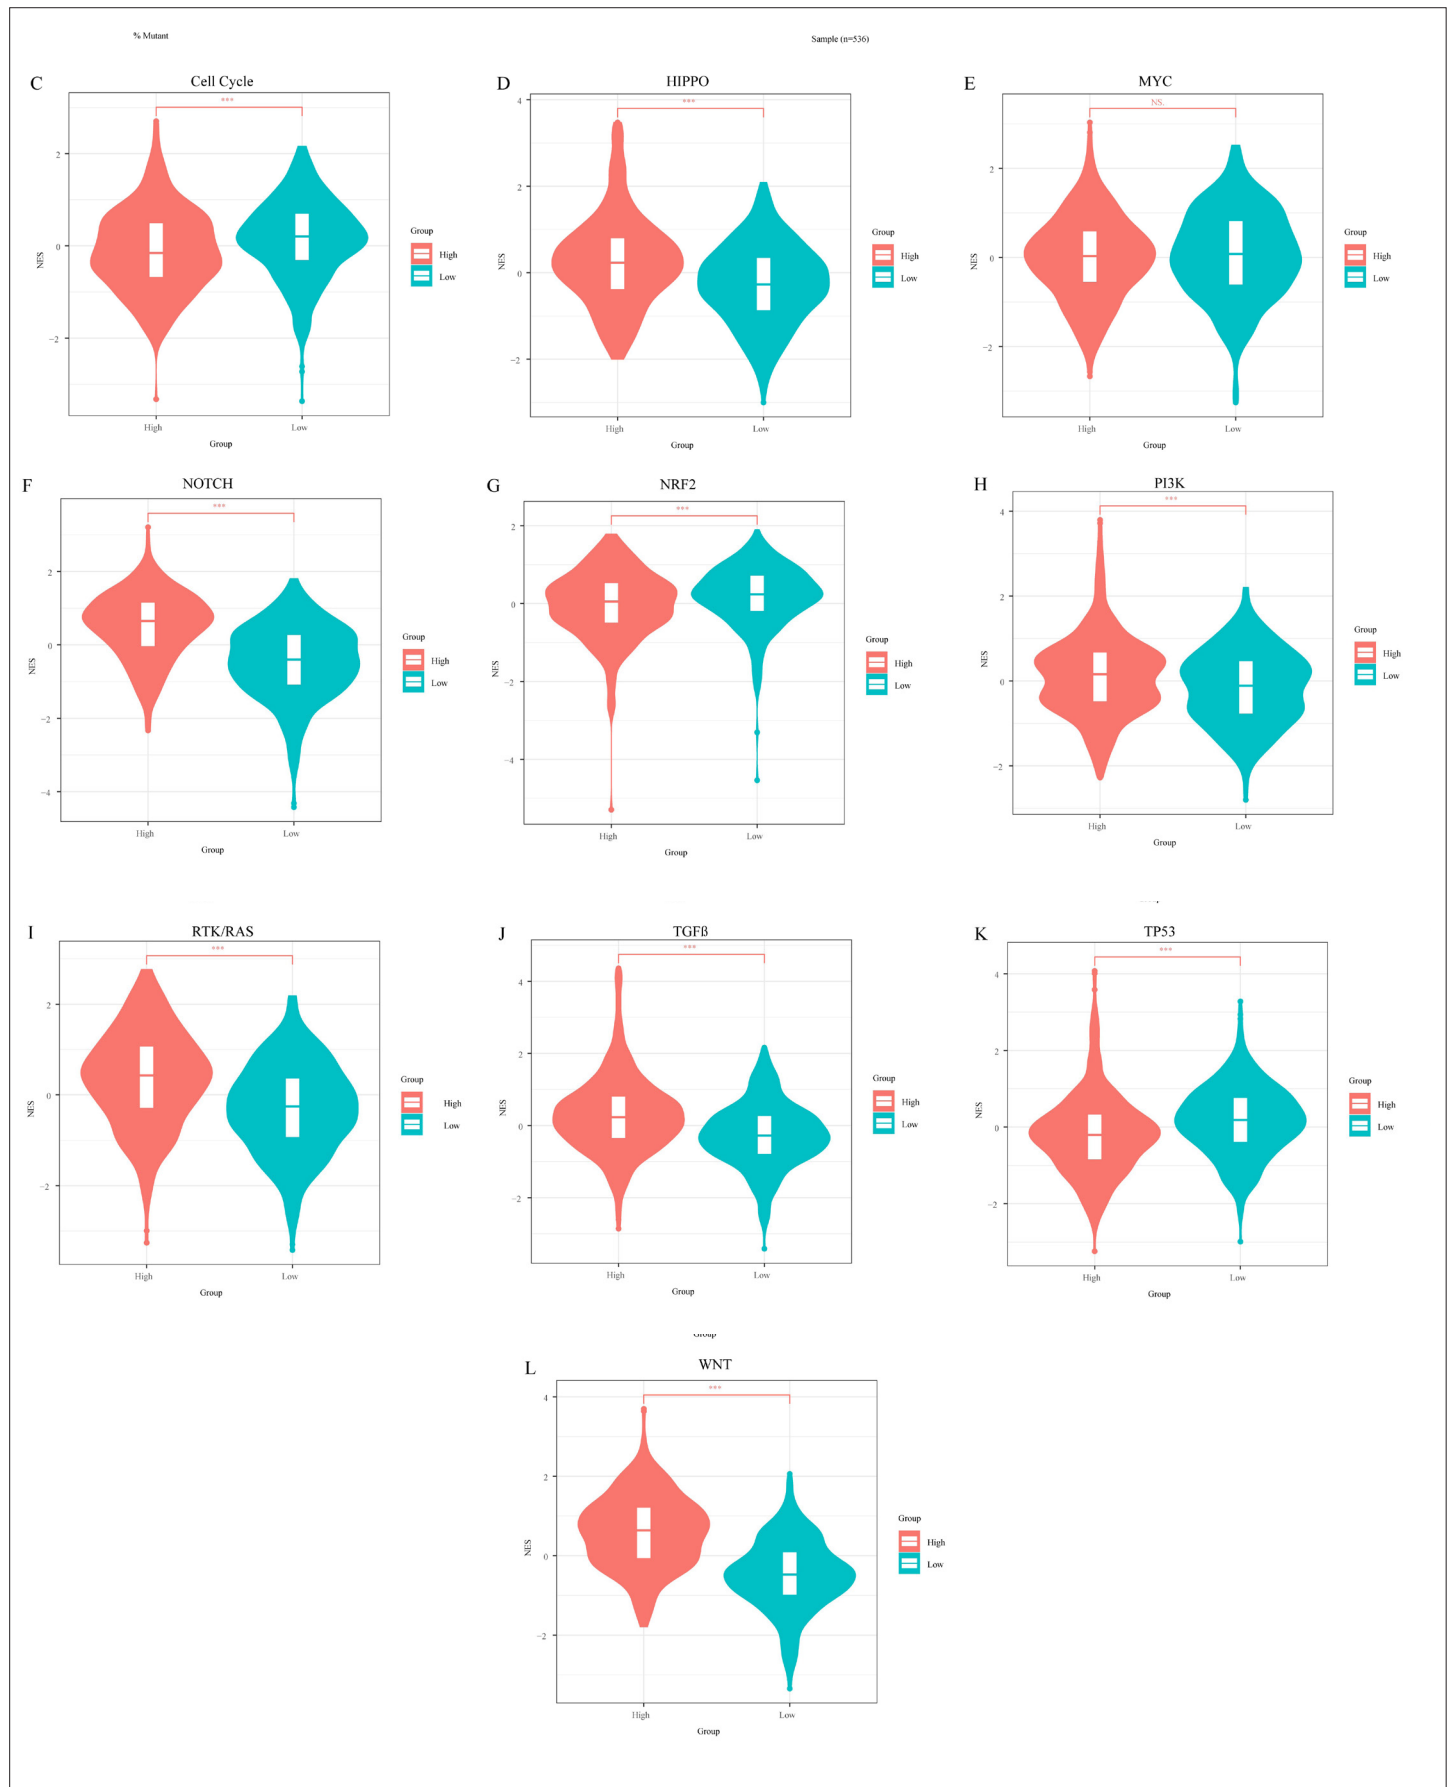 % Mutant
Sample (n=536)
C
Cell Cycle
***
2
0
−2
NES
High
Low
Group
Group
High
Low
D
HIPPO
***
4
2
0
−2
NES
High
Low
Group
Group
High
Low
E
MYC
NS.
2
0
−2
NES
High
Low
Group
Group
High
Low
F
NOTCH
***
2
0
−2
−4
NES
High
Low
Group
Group
High
Low
G
NRF2
***
2
0
−2
−4
NES
High
Low
Group
Group
High
Low
H
PI3K
***
4
2
0
−2
NES
High
Low
Group
Group
High
Low
I
RTK/RAS
***
2
0
−2
NES
High
Low
Group
Group
High
Low
J
TGFß
***
4
2
0
−2
NES
High
Low
Group
Group
High
Low
K
TP53
***
4
2
0
−2
NES
High
Low
Group
Group
High
Low
Group
L
WNT
***
4
2
0
−2
NES
High
Low
Group
Group
High
Low